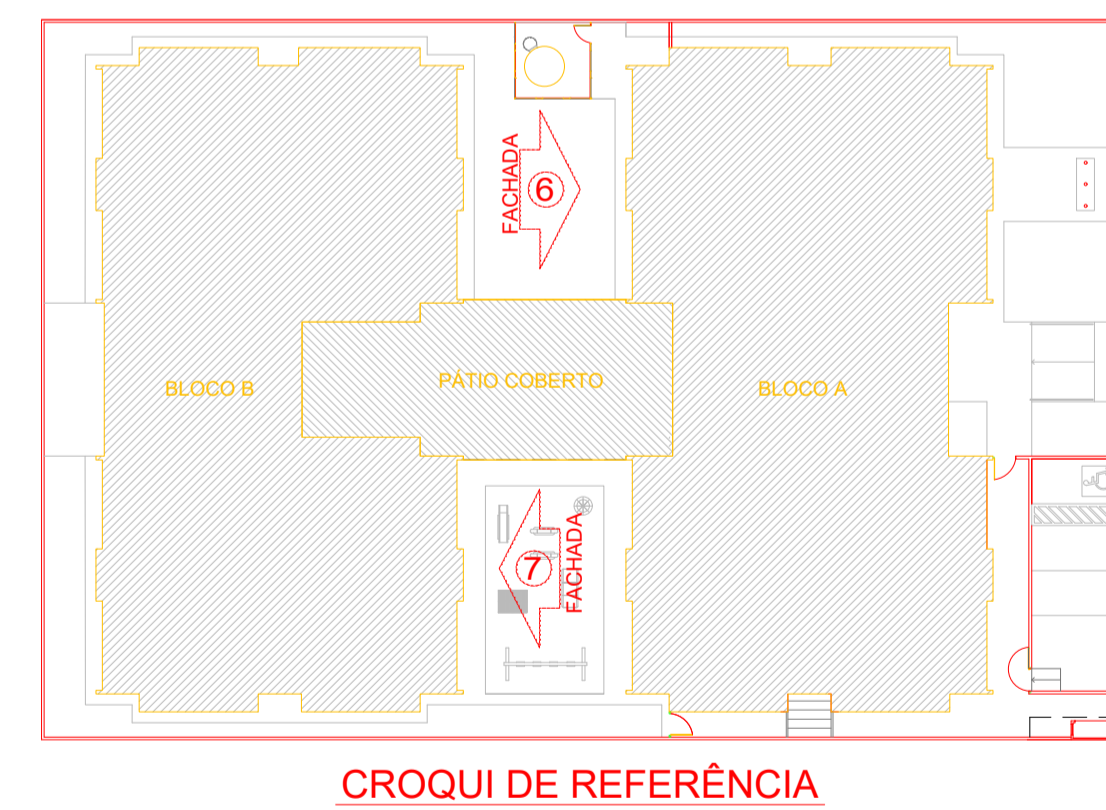 FACHADA
6
BLOCO B
PÁTIO COBERTO
BLOCO A
7
FACHADA
CROQUI DE REFERÊNCIA